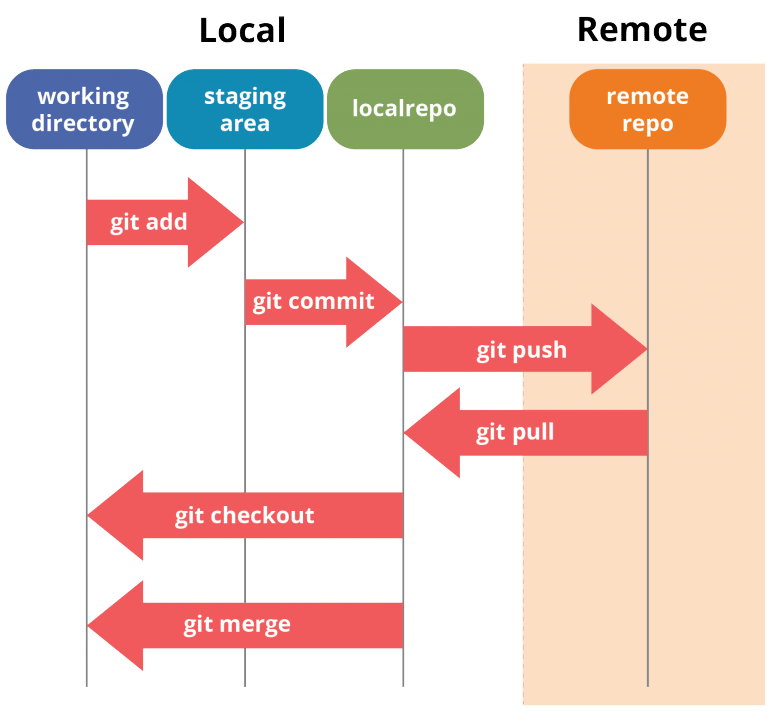 Local
Remote
working
directory
staging
area
localrepo
remote
repo
git add
git commit
git push
git pull
git checkout
git merge